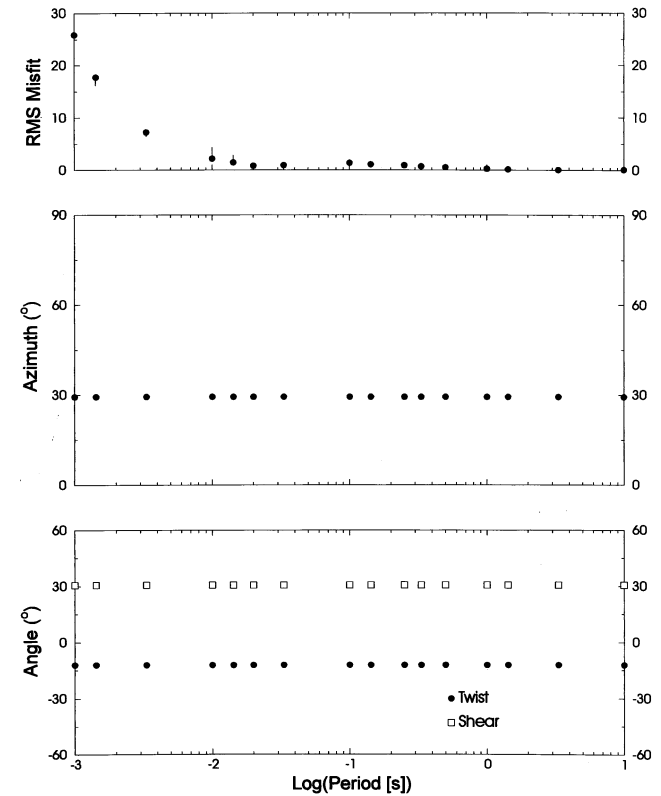 30 30
20 20
RMS Misfit
10 10
0 0
90 90
60 60
Azimuth (°)
30 30
0 0
60 60
30 30
Angle (°)
0 0
-30 -30
Twist
Shear
-60 -60
-3 -2 -1 0 1
Log(Period [s])